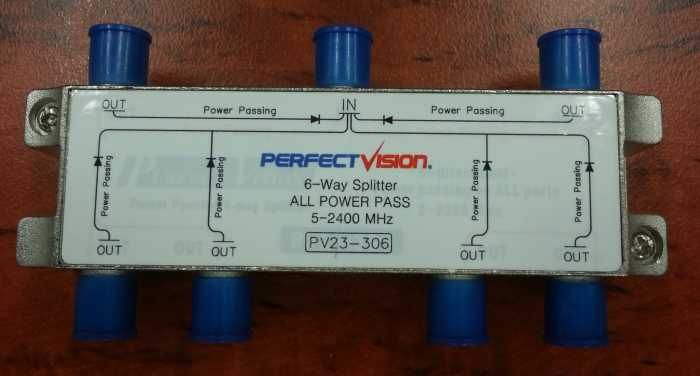 OUT
Power Passing
IN
Power Passing
OUT
Power Passing
Power Passing
PERFECTVISION®
6-Way Splitter
ALL POWER PASS
5-2400 MHz
PV23-306
Power Passing
Power Passing
OUT
OUT
OUT
OUT